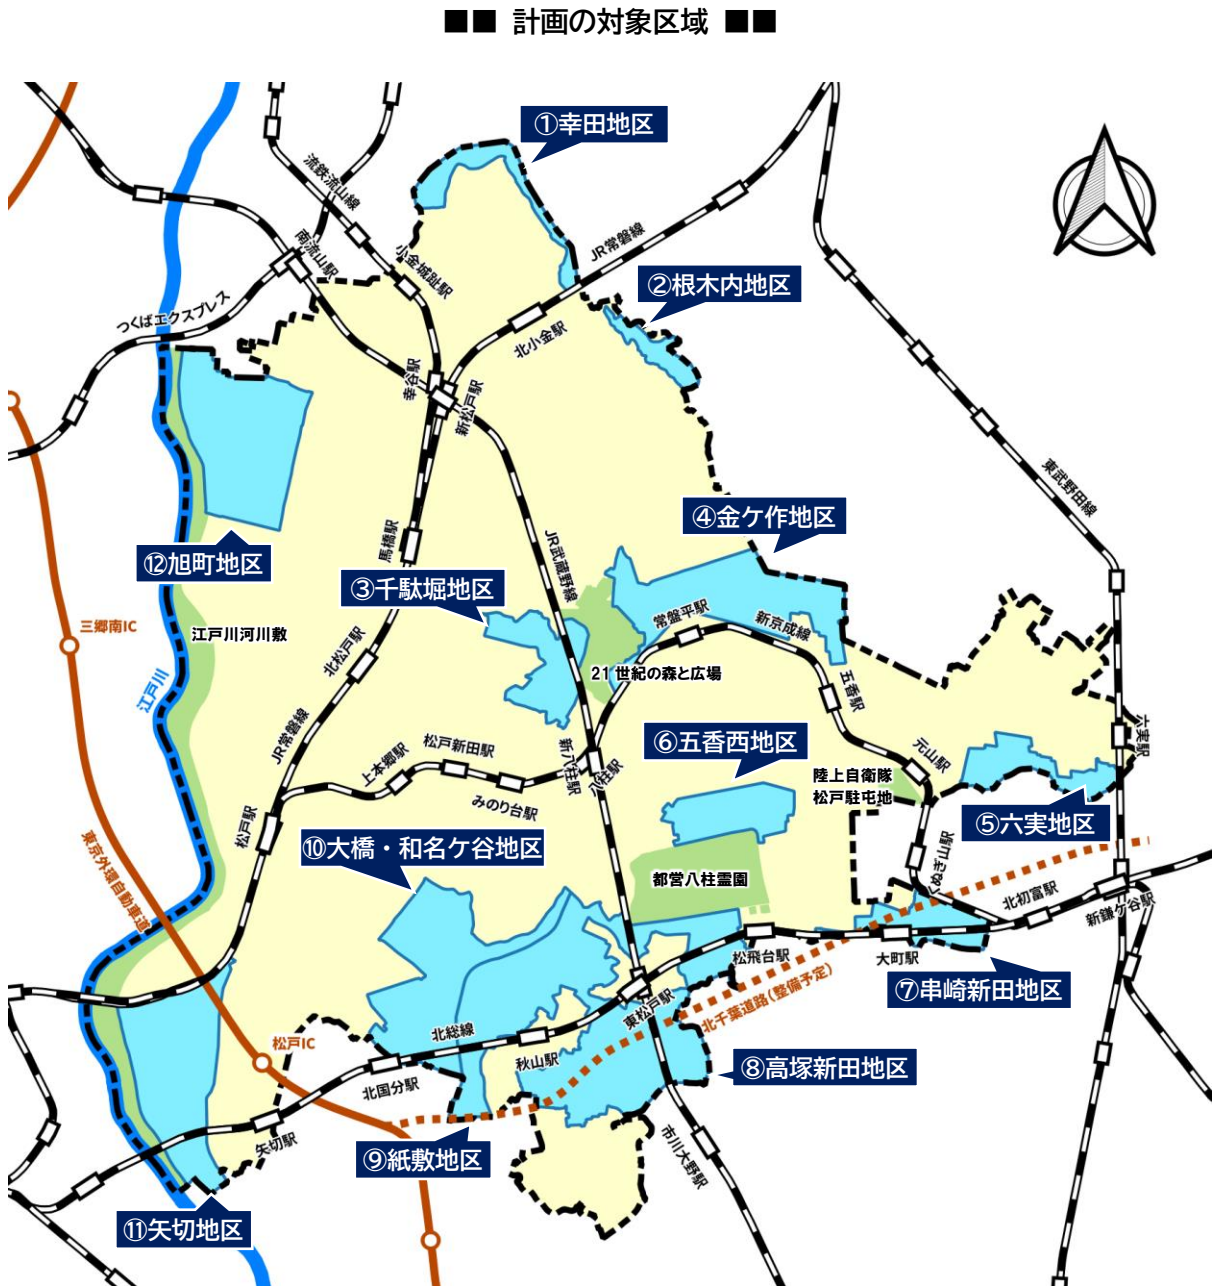 ■■ 計画の対象区域 ■■
①幸田地区
流鉄流山線
南流山駅
小金城趾駅
JR常磐線
②根木内地区
つくばエクスプレス
北小金駅
幸谷駅
新松戸駅
東武野田線
④金ケ作地区
馬橋駅
JR武蔵野線
⑫旭町地区
③千駄堀地区
常盤平駅
新京成線
三郷南IC
江戸川河川敷
北松戸駅
21世紀の森と広場
五香駅
江戸川
JR常磐線
⑥五香西地区
六実駅
元山駅
松戸新田駅
上本郷駅
新八柱駅
八柱駅
陸上自衛隊
松戸駐屯地
みのり台駅
松戸駅
⑤六実地区
⑩大橋・和名ケ谷地区
東京外環自動車道
くぬぎ山駅
都営八柱霊園
北初富駅
新鎌ケ谷駅
松飛台駅
大町駅
⑦串崎新田地区
東松戸駅
北千葉道路(整備予定)
北総線
松戸IC
秋山駅
⑧高塚新田地区
北国分駅
矢切駅
⑨紙敷地区
市川大野駅
⑪矢切地区